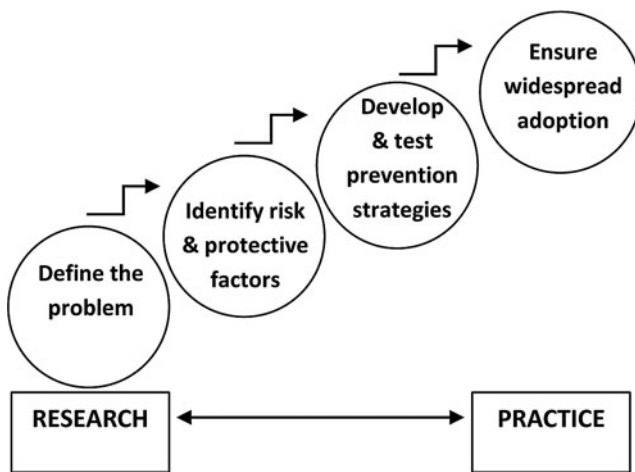 Define the
problem
Identify risk
& protective
factors
Develop
& test
prevention
strategies
Ensure
widespread
adoption
RESEARCH
PRACTICE